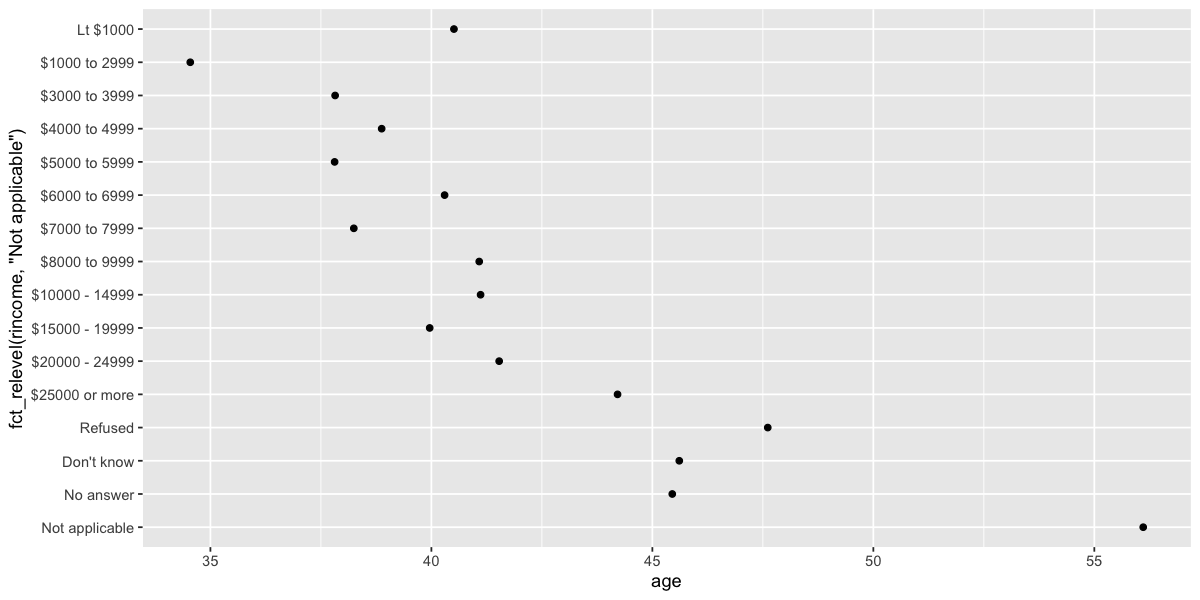 fct_relevel(rincome, "Not applicable")
Lt $1000
$1000 to 2999
$3000 to 3999
$4000 to 4999
$5000 to 5999
$6000 to 6999
$7000 to 7999
$8000 to 9999
$10000 - 14999
$15000 - 19999
$20000 - 24999
$25000 or more
Refused
Don't know
No answer
Not applicable
35 40 45 50 55
age